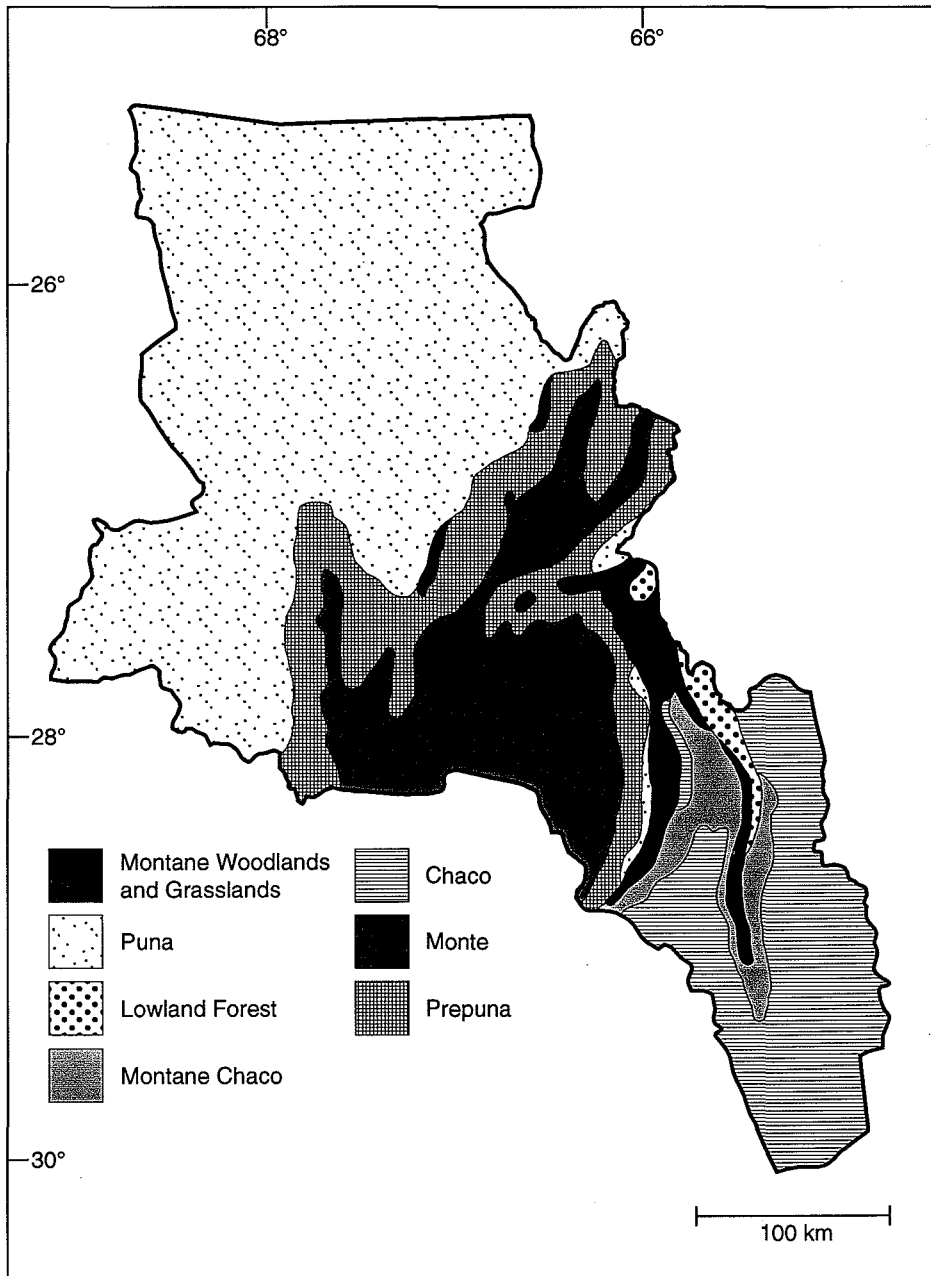 68°
66°
26°
28°
30°
Montane Woodlands
and Grasslands
Puna
Lowland Forest
Montane Chaco
Chaco
Monte
Prepuna
100 km